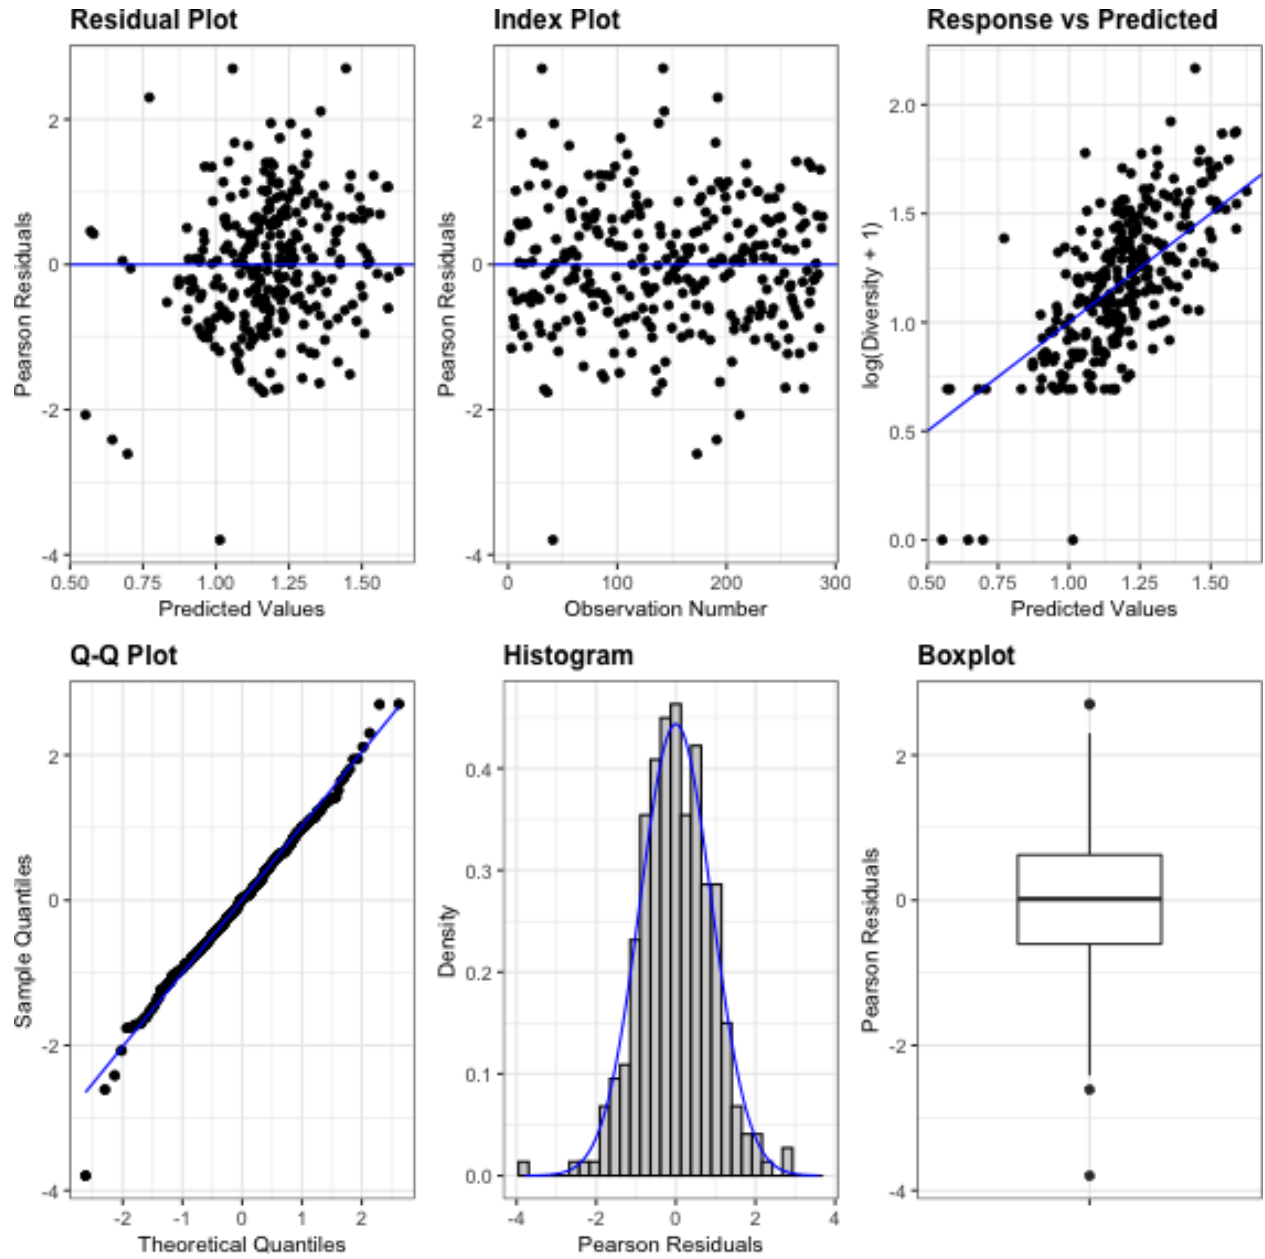 Residual Plot
Index Plot
Response vs Predicted
Pearson Residuals
2
0
-2
-4
0.50 0.75 1.00 1.25 1.50
Predicted Values
Pearson Residuals
2
0
-2
-4
0 100 200 300
Observation Number
log(Diversity + 1)
2.0
1.5
1.0
0.5
0.0
0.50 0.75 1.00 1.25 1.50
Predicted Values
Q-Q Plot
Histogram
Boxplot
Sample Quantiles
2
0
-2
-4
-2 -1 0 1 2
Theoretical Quantiles
Density
0.4
0.3
0.2
0.1
0.0
-4 -2 0 2 4
Pearson Residuals
Pearson Residuals
2
0
-2
-4